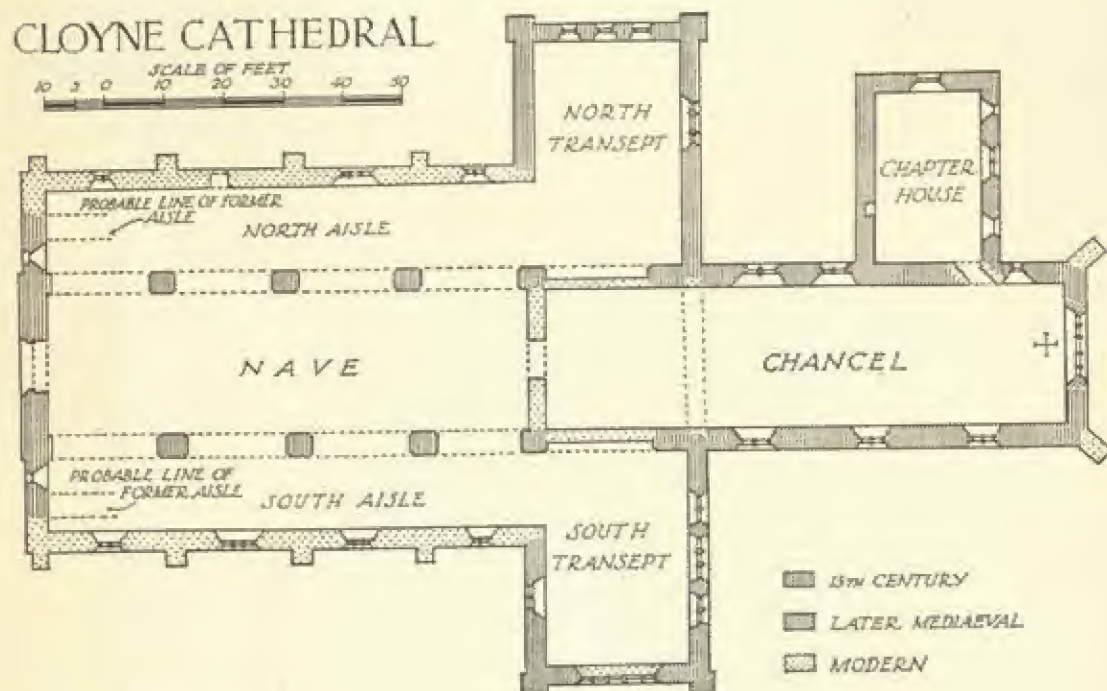 CLOYNE CATHEDRAL
SCALE OF FEET
10 5 0 10 20 30 40 50
NORTH
TRANSEPT
CHAPTER
HOUSE
PROBABLE LINE OF FORMER
AISLE
NORTH AISLE
NAVE
CHANCEL
PROBABLE LINE OF
FORMER AISLE
SOUTH AISLE
SOUTH
TRANSEPT
13TH CENTURY
LATER MEDIAEVAL
MODERN